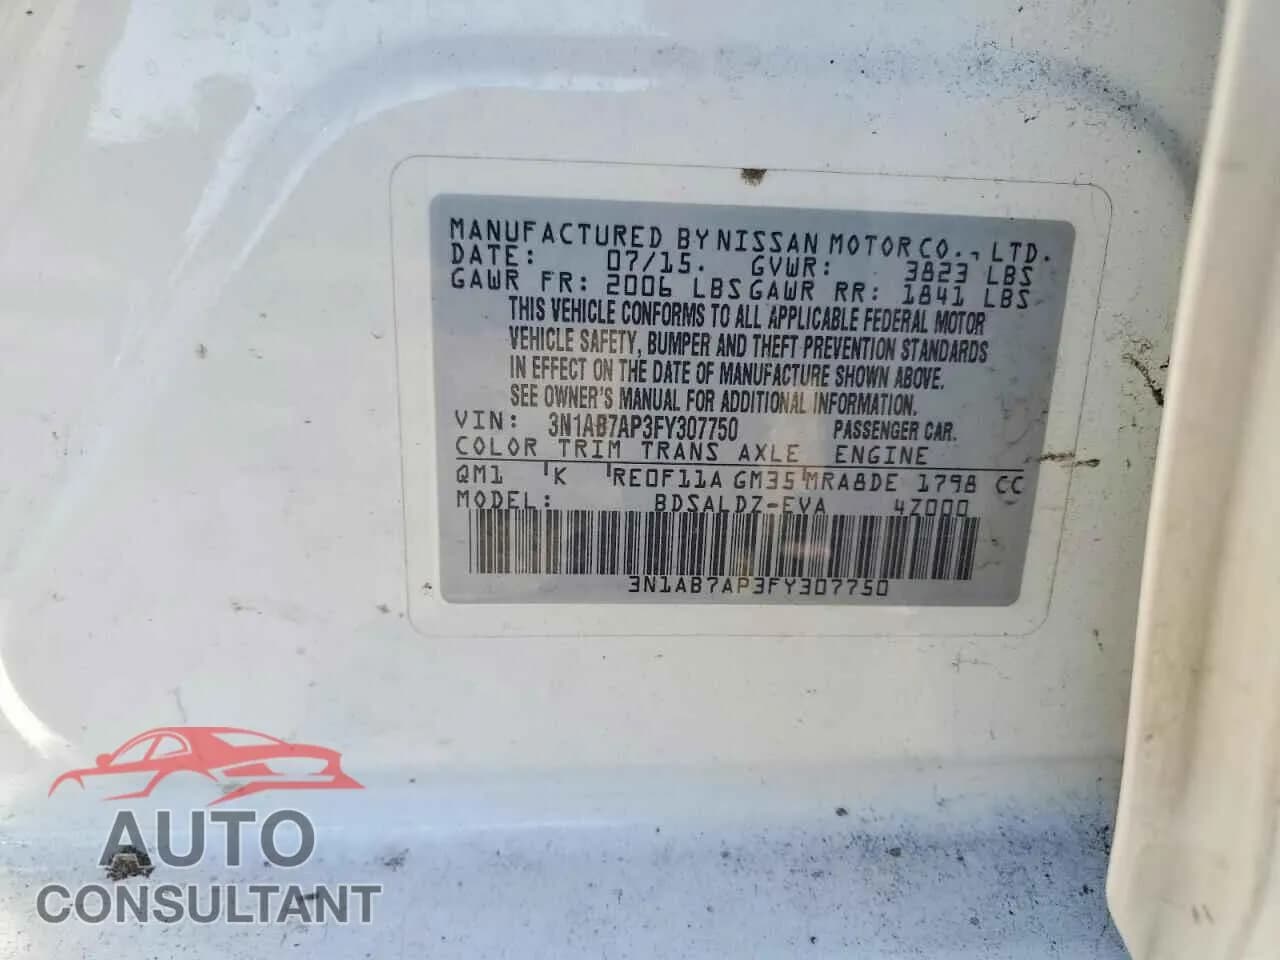 MANUFACTURED BY NISSAN MOTOR CO., LTD.
DATE: 07/15. GVWR: 3823 LBS
GAWR FR: 2006 LBS GAWR RR: 1841 LBS
THIS VEHICLE CONFORMS TO ALL APPLICABLE FEDERAL MOTOR
VEHICLE SAFETY, BUMPER AND THEFT PREVENTION STANDARDS
IN EFFECT ON THE DATE OF MANUFACTURE SHOWN ABOVE.
SEE OWNER'S MANUAL FOR ADDITIONAL INFORMATION.
VIN: 3N1AB7AP3FY307750 PASSENGER CAR.
COLOR TRIM TRANS AXLE ENGINE
QM1 K RE0F11A GM35 MRA8DE 1798 CC
MODEL: BDSALDZ-EVA 4Z000
3N1AB7AP3FY307750
AUTO
CONSULTANT